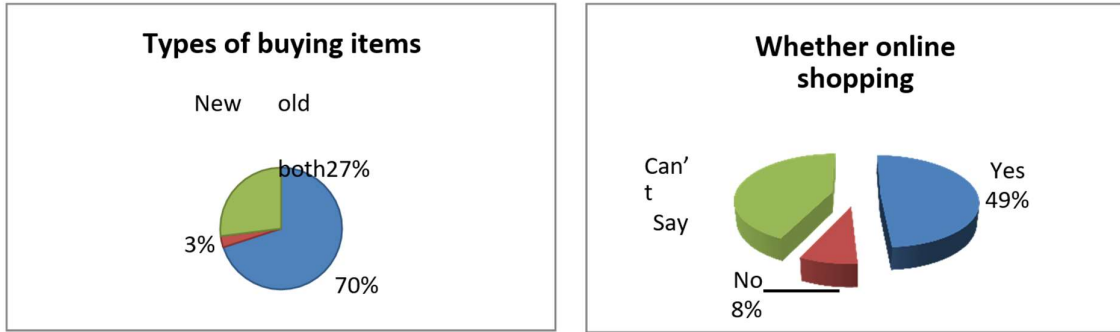 Types of buying items
New old
both27%
3%
70%
Whether online
shopping
Can’
t
Say
Yes
49%
No
8%